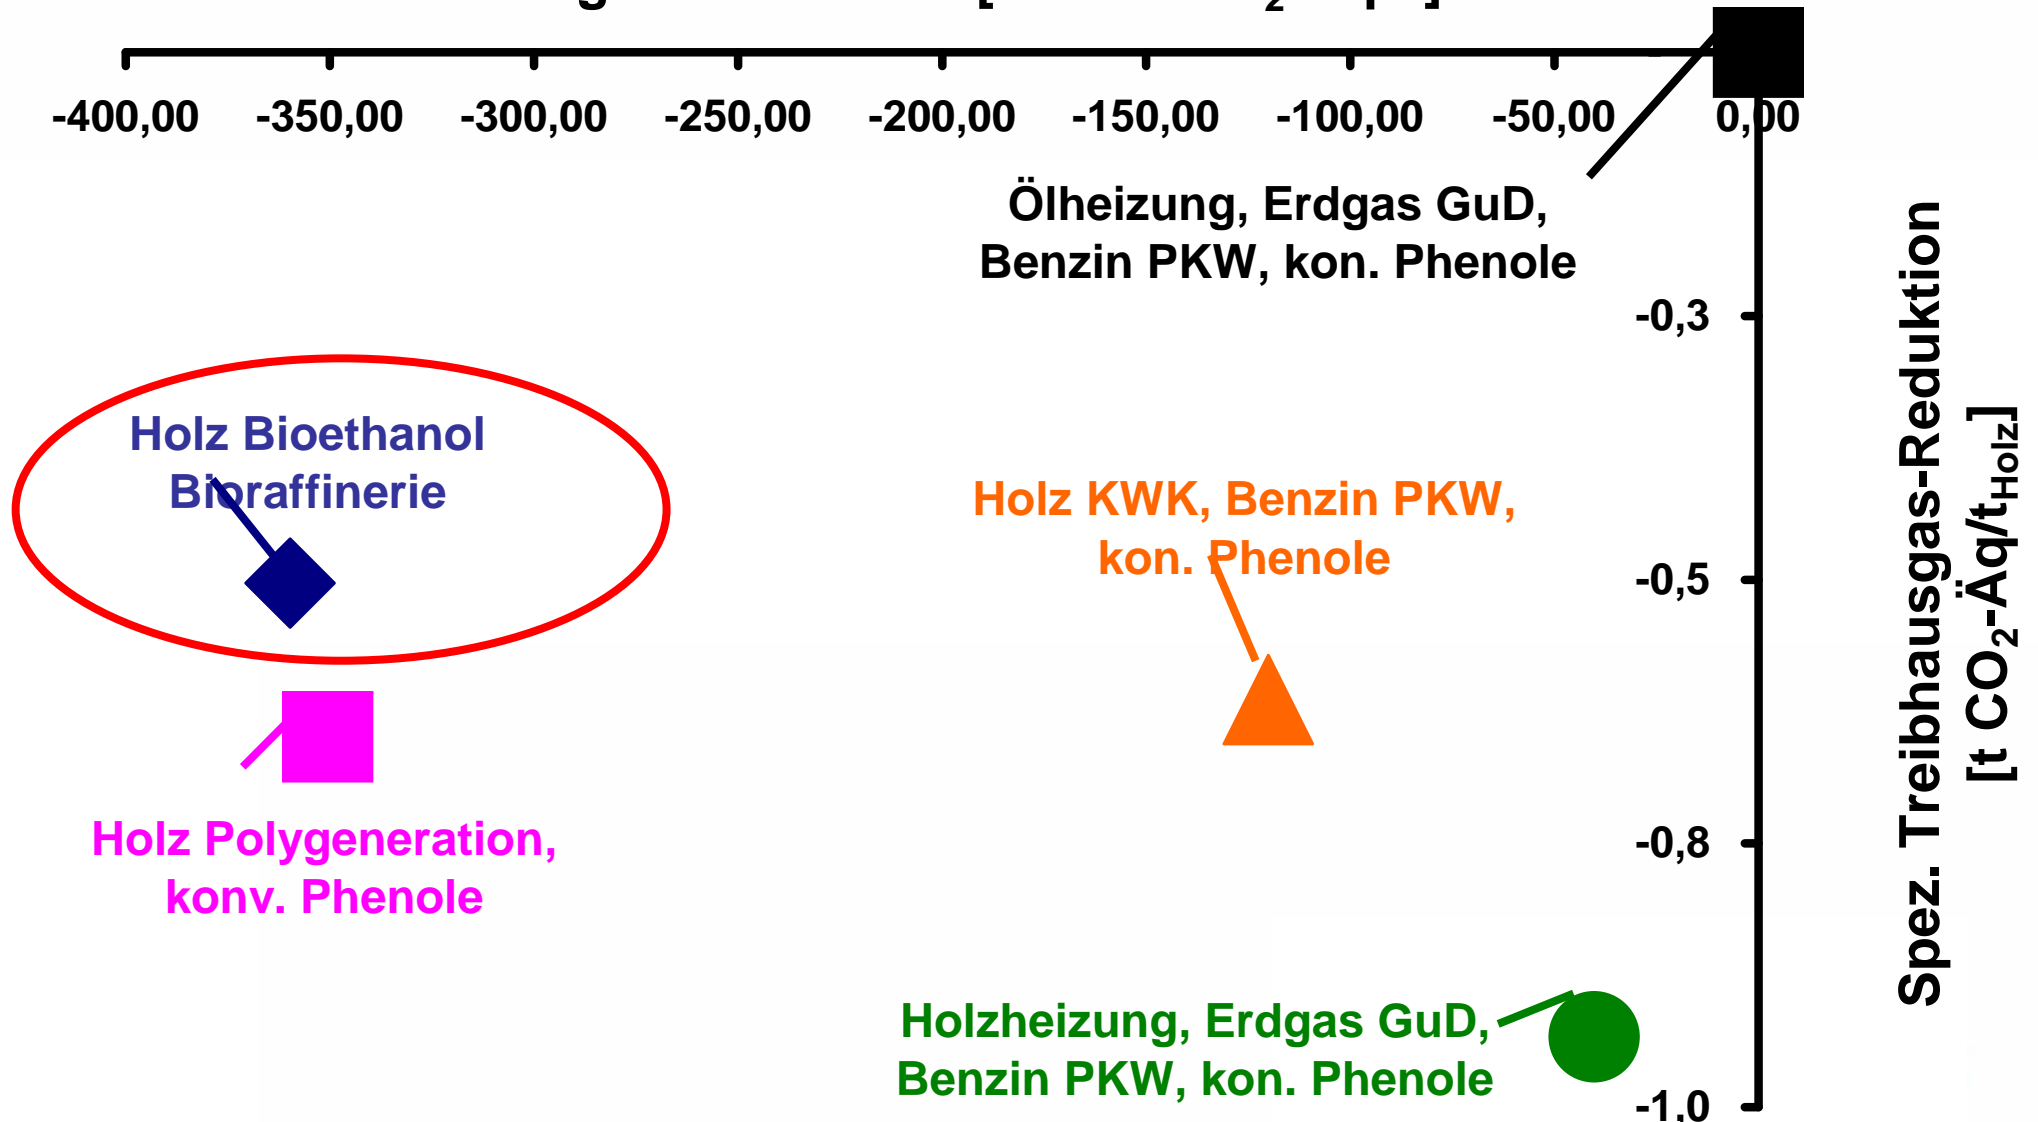 -400,00 -350,00 -300,00 -250,00 -200,00 -150,00 -100,00 -50,00 0,00
Ölheizung, Erdgas GuD,
Benzin PKW, kon. Phenole
-0,3
Holz Bioethanol
Bioraffinerie
Holz KWK, Benzin PKW,
kon. Phenole
-0,5
Holz Polygeneration,
konv. Phenole
-0,8
Holzheizung, Erdgas GuD,
Benzin PKW, kon. Phenole
-1,0
Spez. Treibhausgas-Reduktion
[t CO₂-Äq/t_Holz]